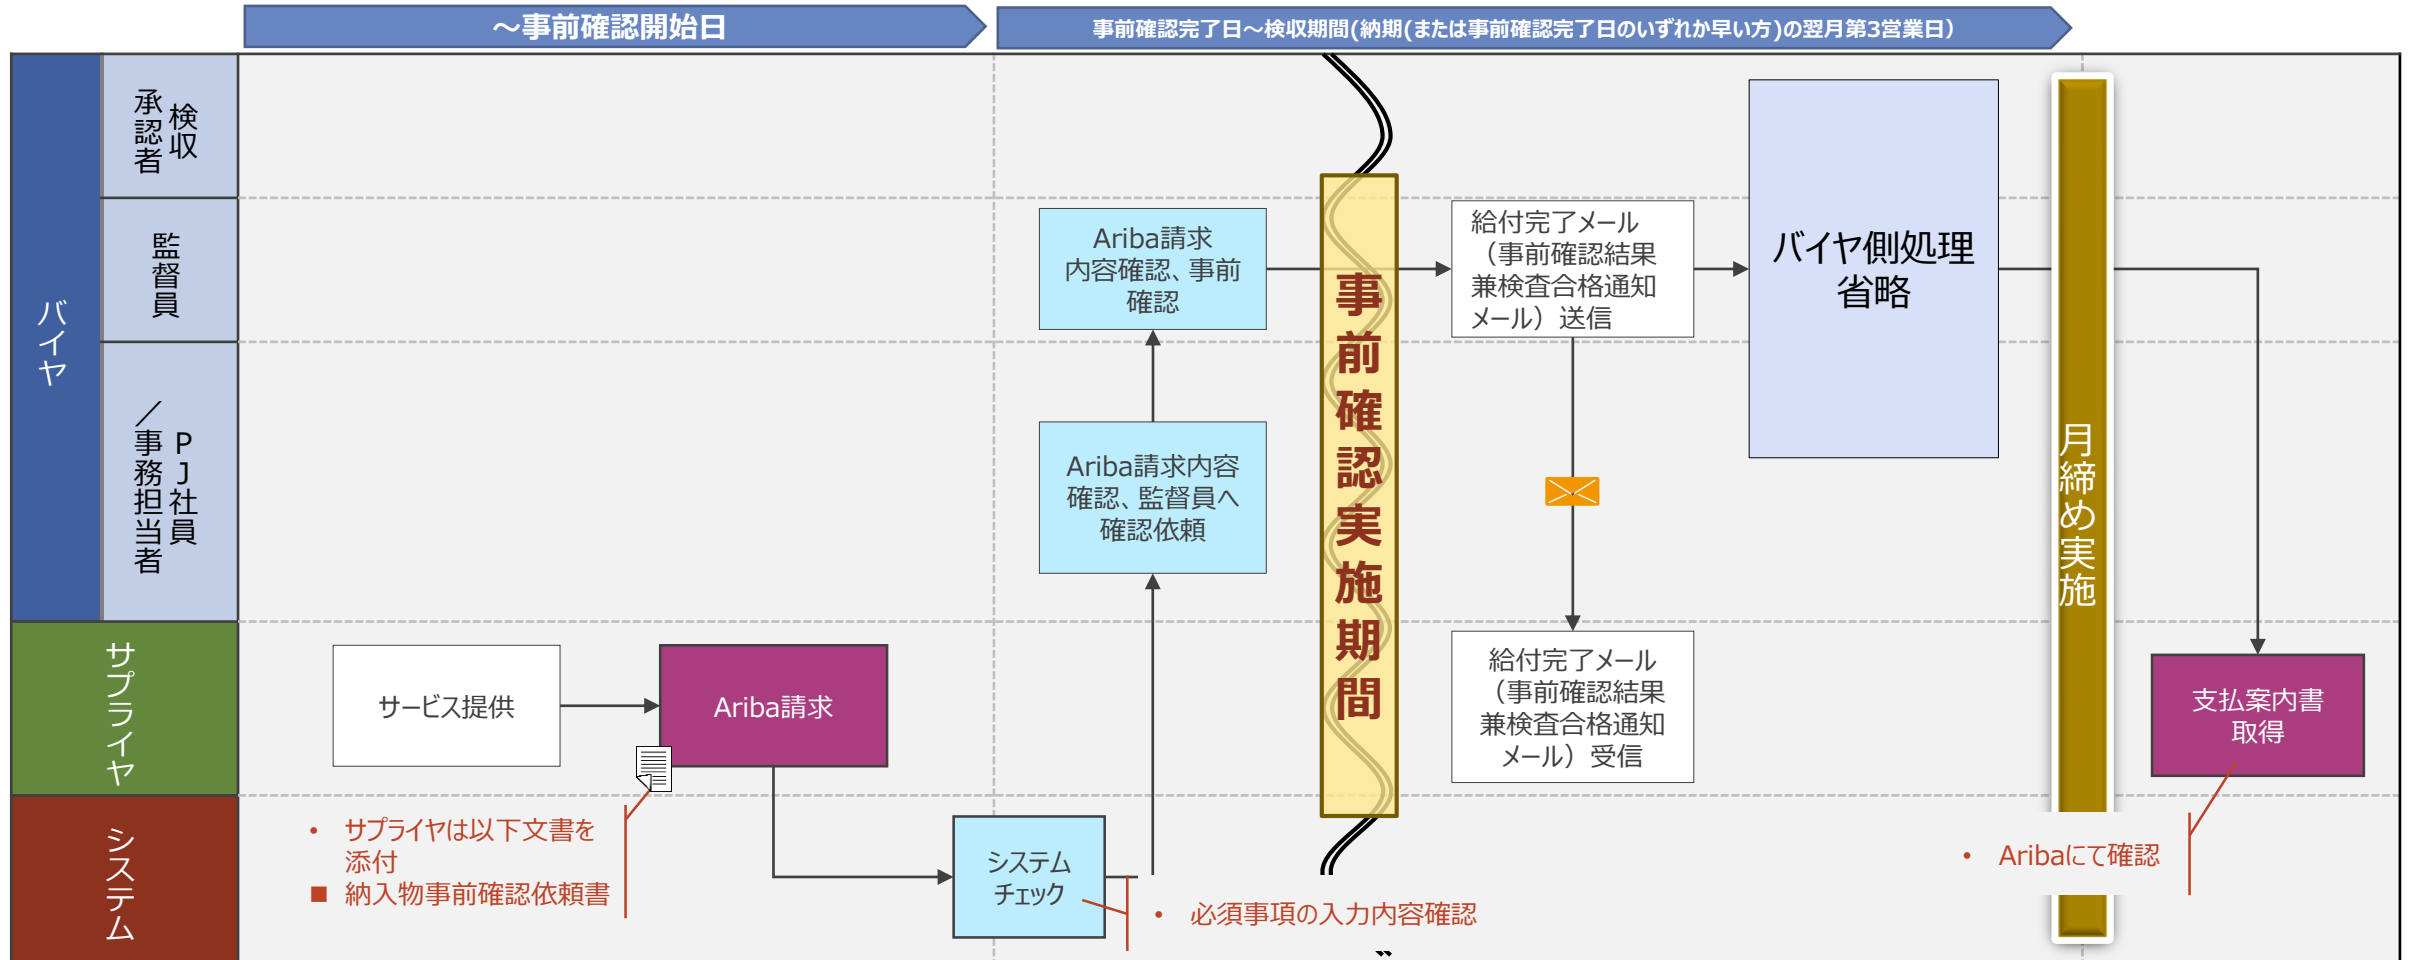 ～事前確認開始日
事前確認完了日～検収期間(納期(または事前確認完了日のいずれか早い方)の翌月第3営業日）
バイヤ
検収
承認者
監督員
ＰＪ社員
／事務担当者
サプライヤ
システム
サービス提供
Ariba請求
• サプライヤは以下文書を
添付
■ 納入物事前確認依頼書
システム
チェック
• 必須事項の入力内容確認
Ariba請求内容
確認、監督員へ
確認依頼
Ariba請求
内容確認、事前
確認
事前確認実施期間
給付完了メール
（事前確認結果
兼検査合格通知
メール）送信
給付完了メール
（事前確認結果
兼検査合格通知
メール）受信
バイヤ側処理
省略
月締め実施
支払案内書
取得
• Aribaにて確認